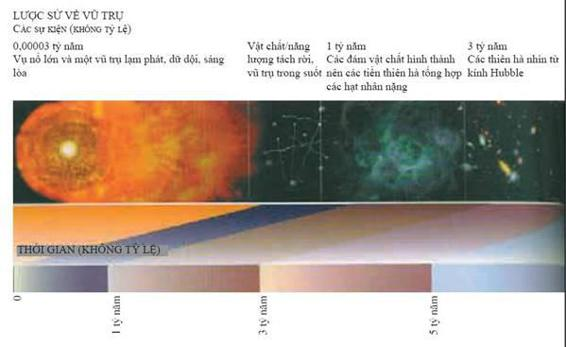 LƯỢC SỬ VỀ VŨ TRỤ
CÁC SỰ KIỆN (KHÔNG TỶ LỆ)
0,00003 tỷ năm
Vụ nổ lớn và một vũ trụ lạm phát, dữ dội, sáng
lòa
Vật chất/năng
lượng tách rời,
vũ trụ trong suốt
1 tỷ năm
Các đám vật chất hình thành
nên các tiền thiên hà tổng hợp
các hạt nhân nặng
3 tỷ năm
Các thiên hà nhìn từ
kính Hubble
THỜI GIAN (KHÔNG TỶ LỆ)
0
1 tỷ năm
3 tỷ năm
5 tỷ năm